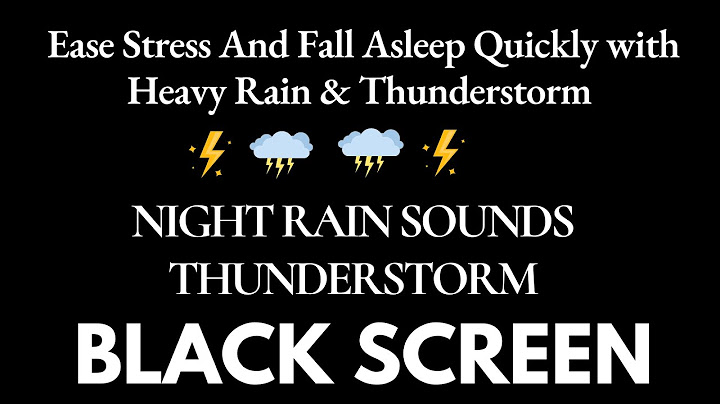 Ease Stress And Fall Asleep Quickly with
Heavy Rain & Thunderstorm
NIGHT RAIN SOUNDS
THUNDERSTORM
BLACK SCREEN